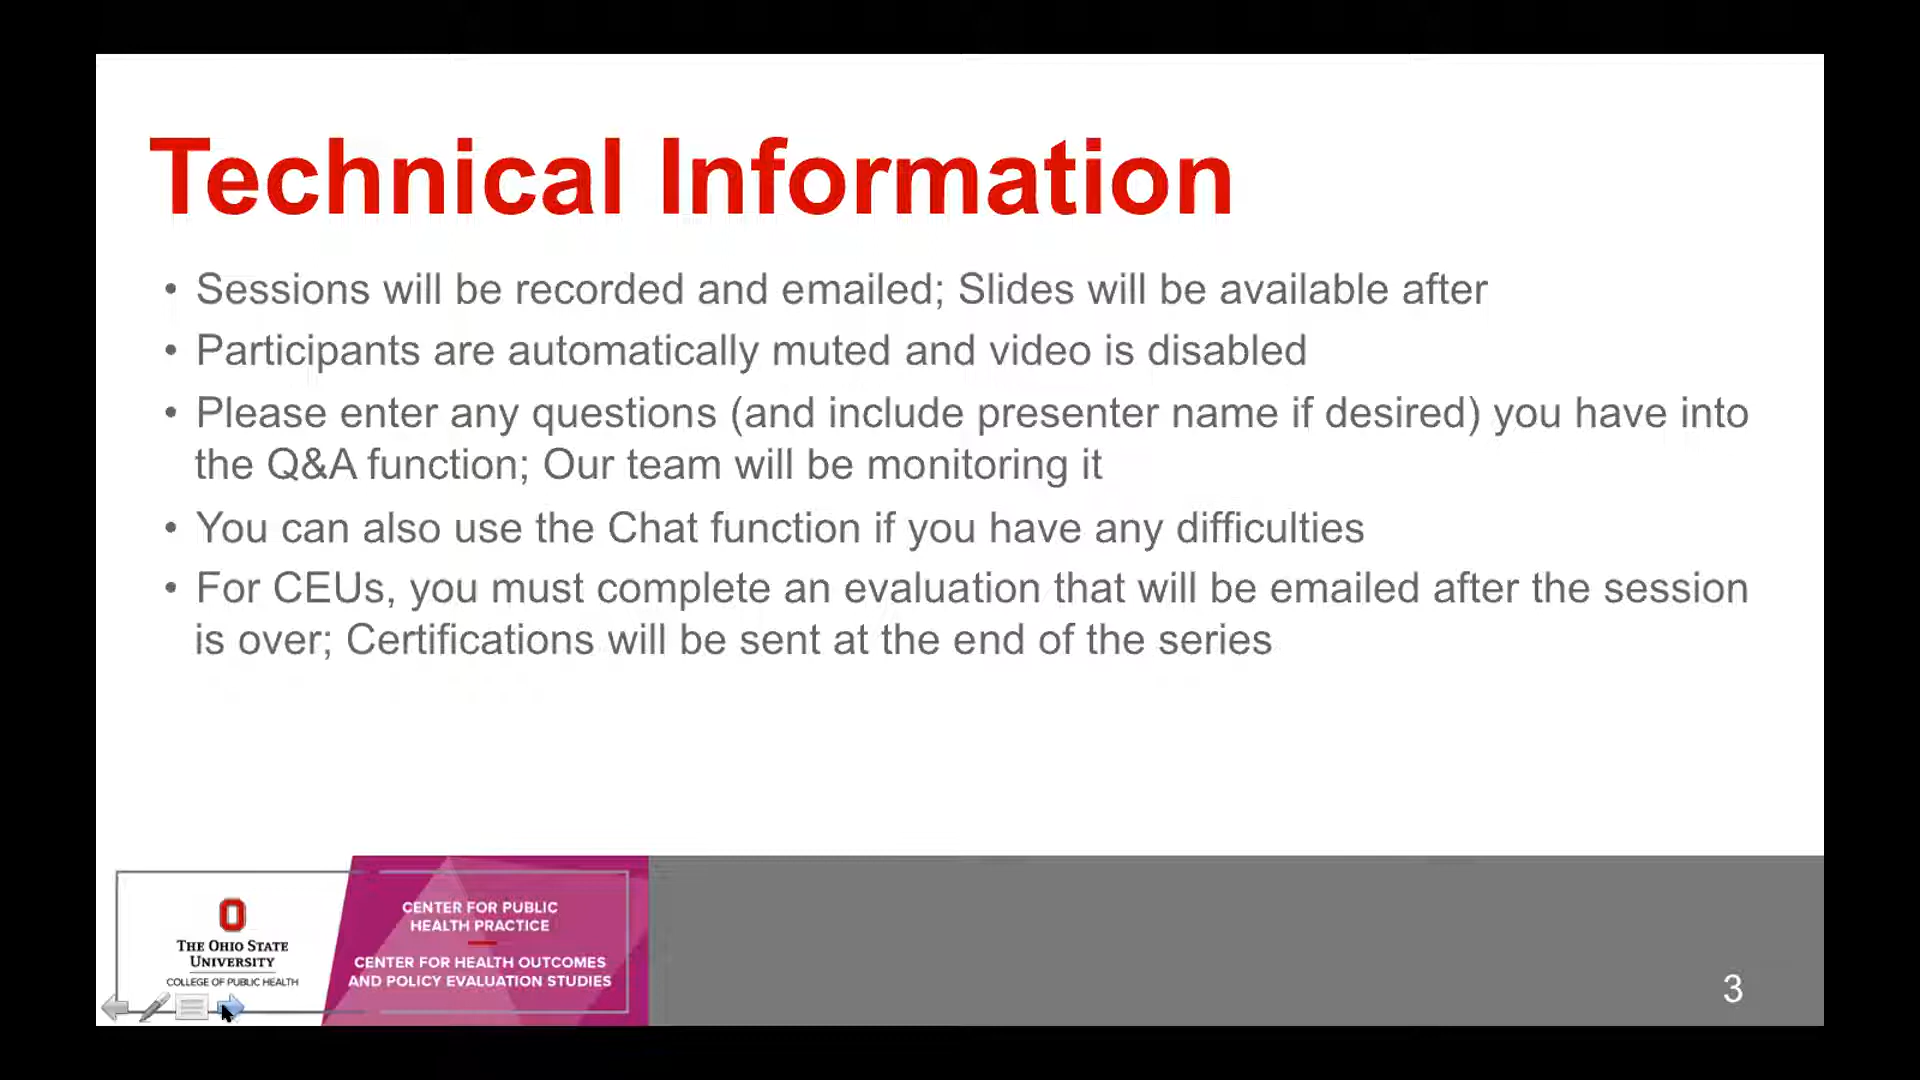 Technical Information
• Sessions will be recorded and emailed; Slides will be available after
• Participants are automatically muted and video is disabled
• Please enter any questions (and include presenter name if desired) you have into
the Q&A function; Our team will be monitoring it
• You can also use the Chat function if you have any difficulties
• For CEUs, you must complete an evaluation that will be emailed after the session
is over; Certifications will be sent at the end of the series
THE OHIO STATE
UNIVERSITY
COLLEGE OF PUBLIC HEALTH
CENTER FOR PUBLIC
HEALTH PRACTICE
CENTER FOR HEALTH OUTCOMES
AND POLICY EVALUATION STUDIES
3